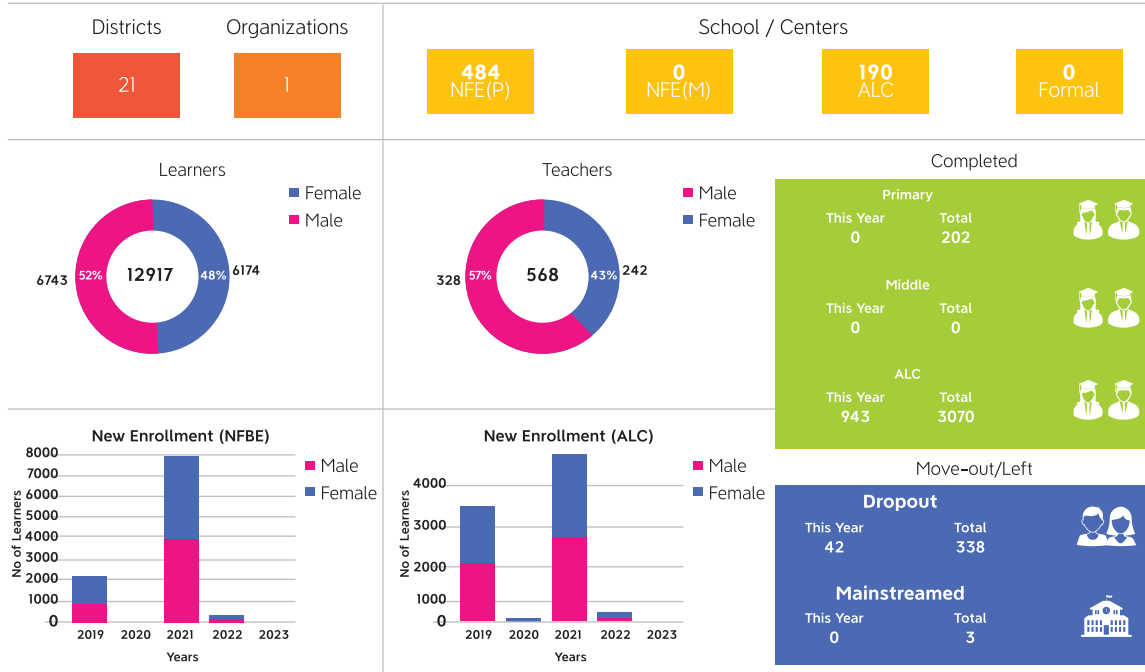 Districts
Organizations
School / Centers
21
1
484
NFE(P)
0
NFE(M)
190
ALC
0
Formal
Learners
Female
Male
6743
52%
12917
48%
6174
Teachers
Male
Female
328
57%
568
43%
242
Completed
Primary
This Year Total
0 202
Middle
This Year Total
0 0
ALC
This Year Total
943 3070
New Enrollment (NFBE)
Male
Female
No of Learners
8000
7000
6000
5000
4000
3000
2000
1000
0
2019 2020 2021 2022 2023
Years
New Enrollment (ALC)
Male
Female
No of Learners
4000
3000
2000
1000
0
2019 2020 2021 2022 2023
Years
Move-out/Left
Dropout
This Year Total
42 338
Mainstreamed
This Year Total
0 3